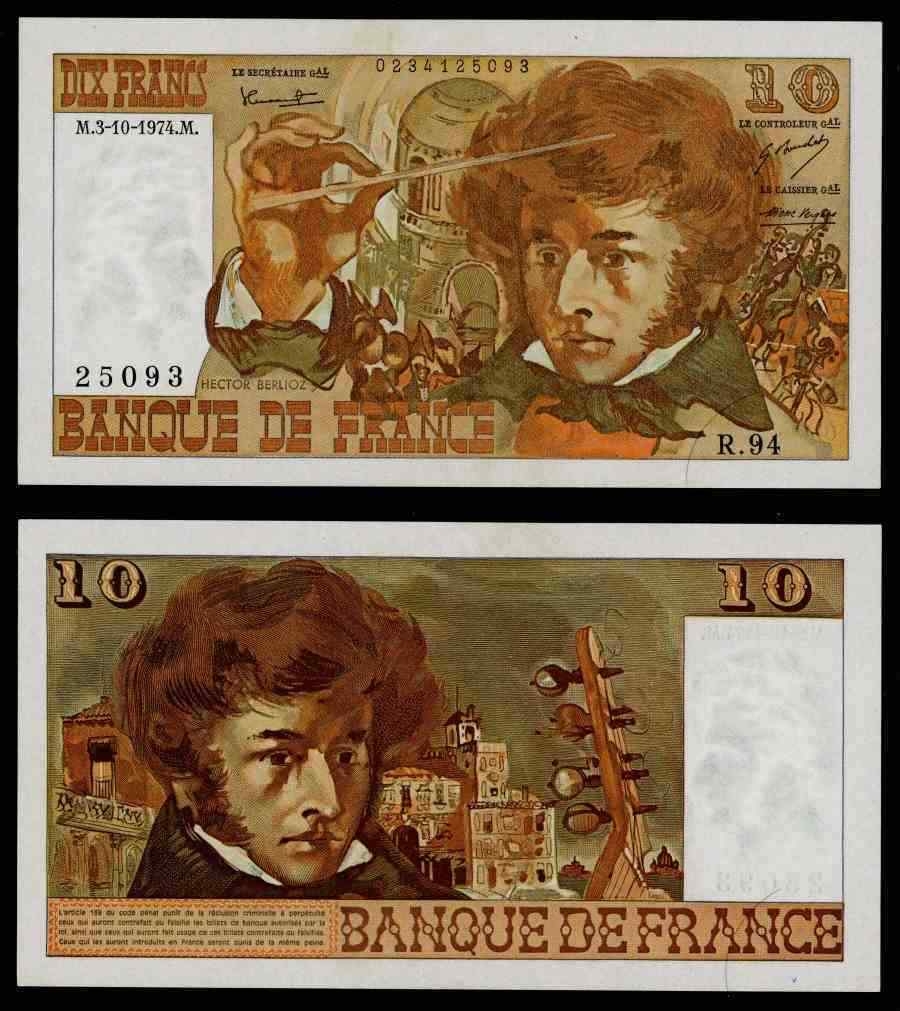 DIX FRANCS
LE SECRÉTAIRE GAL
0234125093
10
M.3-10-1974.M.
LE CONTROLEUR GAL
LE CAISSIER GAL
25093
HECTOR BERLIOZ
BANQUE DE FRANCE
R.94
10
10
L'article 139 du code pénal punit de la réclusion criminelle à perpétuité
ceux qui auront contrefait ou falsifié les billets de banque autorisés par la
loi, ainsi que ceux qui auront fait usage de ces billets contrefaits ou falsifiés.
Ceux qui les auront introduits en France seront punis de la même peine.
BANQUE DE FRANCE